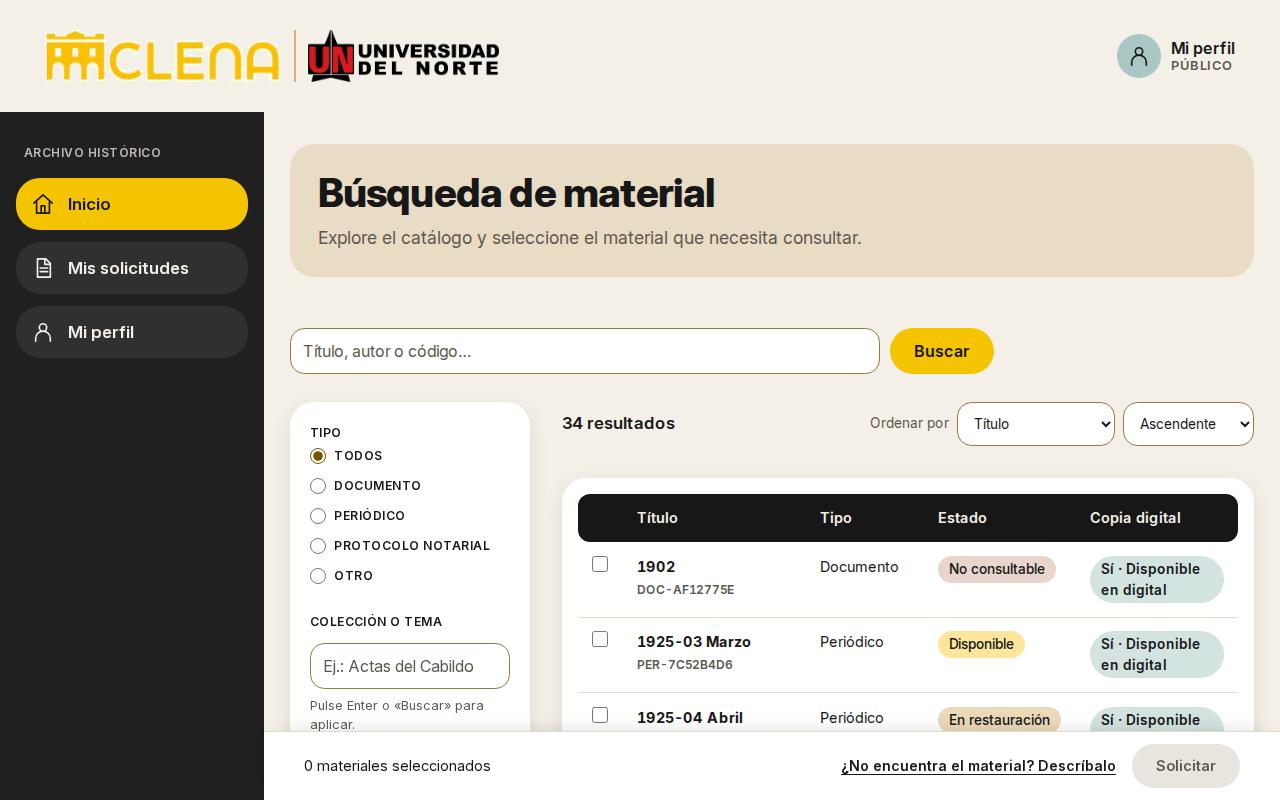 CLENA
UN UNIVERSIDAD
DEL NORTE
Mi perfil
PÚBLICO
ARCHIVO HISTÓRICO
Inicio
Mis solicitudes
Mi perfil
Búsqueda de material
Explore el catálogo y seleccione el material que necesita consultar.
Título, autor o código...
Buscar
TIPO
TODOS
DOCUMENTO
PERIÓDICO
PROTOCOLO NOTARIAL
OTRO
COLECCIÓN O TEMA
Ej.: Actas del Cabildo
Pulse Enter o «Buscar» para
aplicar.
34 resultados
Ordenar por
Título
Ascendente
Título Tipo Estado Copia digital
1902 Documento No consultable Sí · Disponible
en digital
DOC-AF12775E
1925-03 Marzo Periódico Disponible Sí · Disponible
en digital
PER-7C52B4D6
1925-04 Abril Periódico En restauración Sí · Disponible
0 materiales seleccionados
¿No encuentra el material? Descríbalo
Solicitar